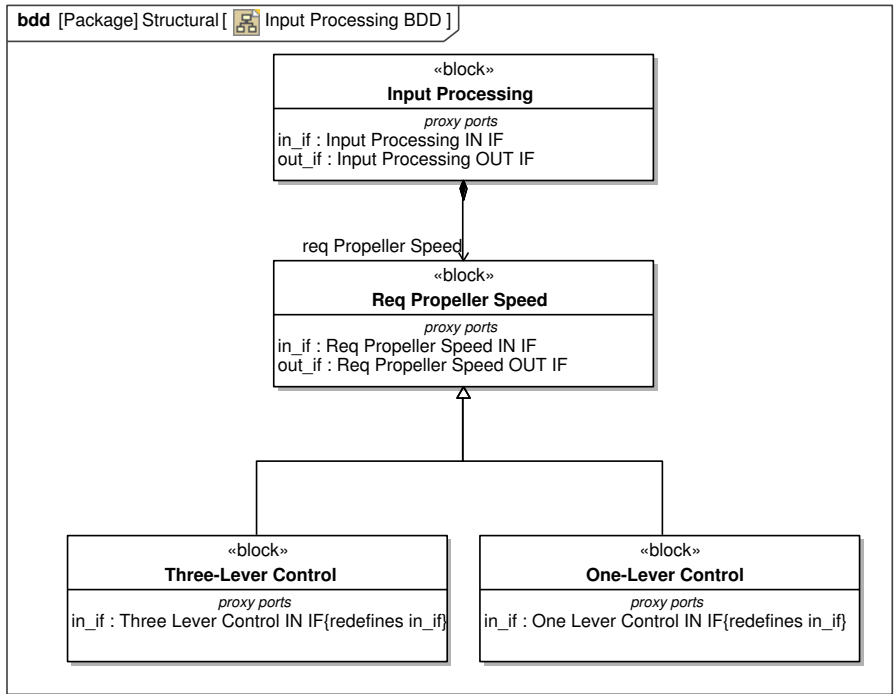 bdd [Package] Structural [ Input Processing BDD ]
«block»
Input Processing
proxy ports
in_if : Input Processing IN IF
out_if : Input Processing OUT IF
req Propeller Speed
«block»
Req Propeller Speed
proxy ports
in_if : Req Propeller Speed IN IF
out_if : Req Propeller Speed OUT IF
«block»
Three-Lever Control
proxy ports
in_if : Three Lever Control IN IF{redefines in_if}
«block»
One-Lever Control
proxy ports
in_if : One Lever Control IN IF{redefines in_if}